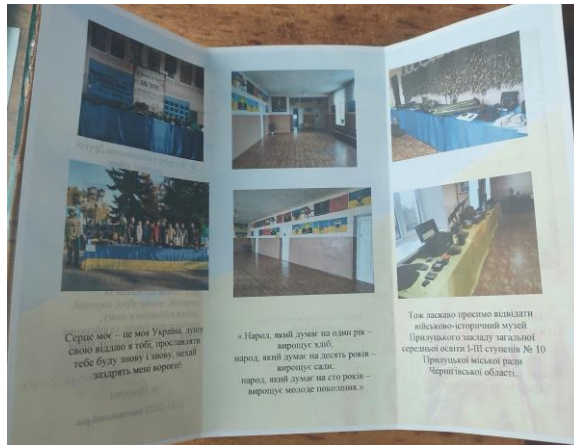 Серце моє – це моя Україна, душу
свою віддаю я тобі, прославляти
тебе буду знову і знову, нехай
заздрять мені вороги!
« Народ, який думає на один рік –
вирощує хліб;
народ, який думає на десять років –
вирощує сади;
народ, який думає на сто років –
вирощує молоде покоління.»
Тож ласкаво просимо відвідати
військово-історичний музей
Прилуцького закладу загальної
середньої освіти І-ІІІ ступенів № 10
Прилуцької міської ради
Чернігівської області.